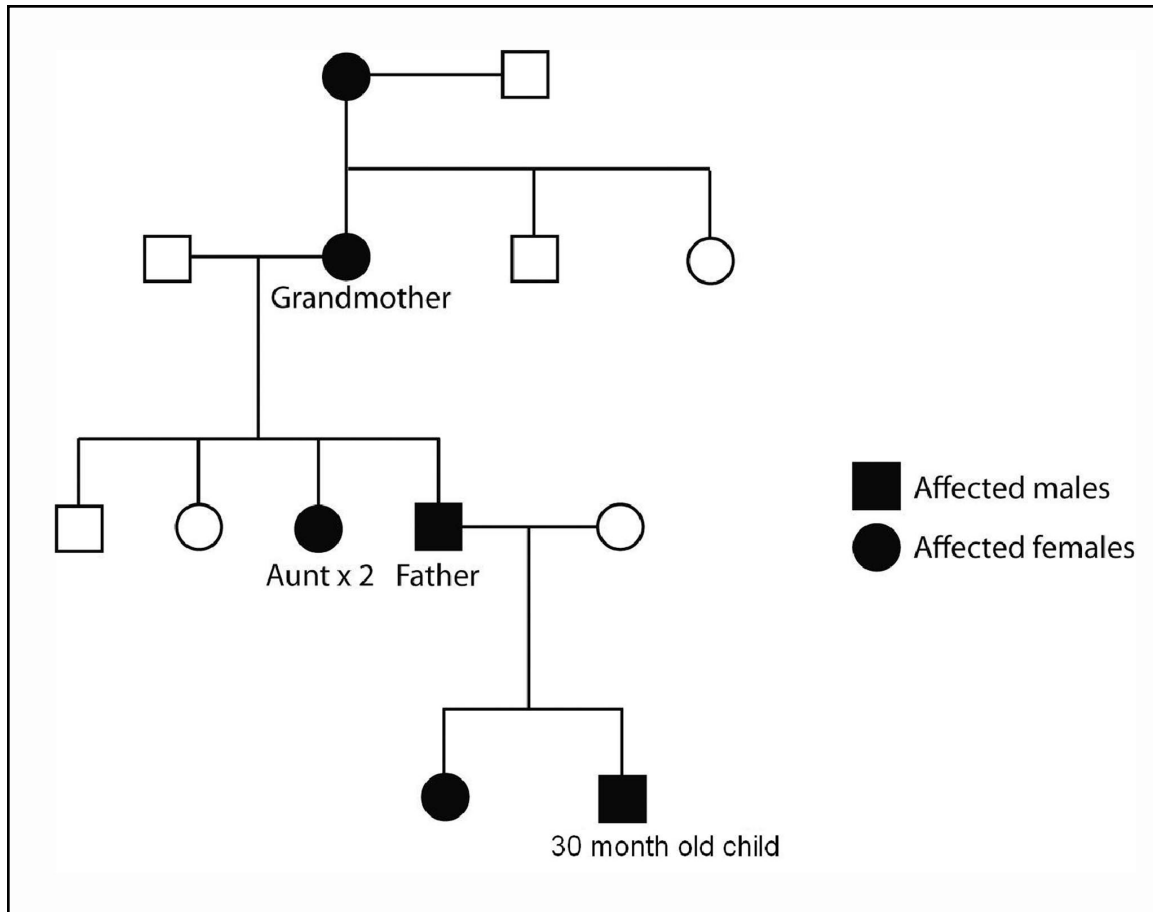 Grandmother
Affected males
Affected females
Aunt x 2 Father
30 month old child